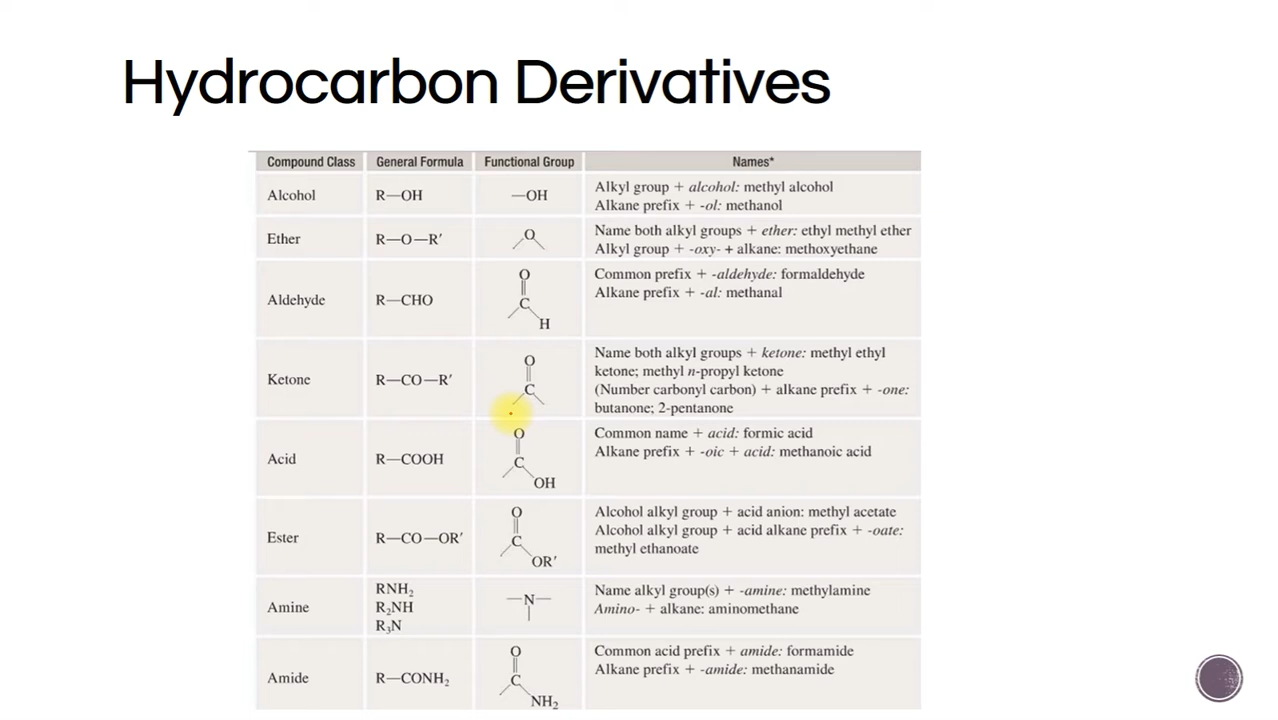 Hydrocarbon Derivatives
Compound Class General Formula Functional Group Names*
Alcohol R—OH —OH Alkyl group + alcohol: methyl alcohol
Alkane prefix + -ol: methanol
Ether R—O—R′ O Name both alkyl groups + ether: ethyl methyl ether
Alkyl group + -oxy- + alkane: methoxyethane
Aldehyde R—CHO O
C
H
Common prefix + -aldehyde: formaldehyde
Alkane prefix + -al: methanal
Ketone R—CO—R′ O
C
Name both alkyl groups + ketone: methyl ethyl
ketone; methyl n-propyl ketone
(Number carbonyl carbon) + alkane prefix + -one:
butanone; 2-pentanone
Acid R—COOH O
C
OH
Common name + acid: formic acid
Alkane prefix + -oic + acid: methanoic acid
Ester R—CO—OR′ O
C
OR′
Alcohol alkyl group + acid anion: methyl acetate
Alcohol alkyl group + acid alkane prefix + -oate:
methyl ethanoate
Amine RNH₂
R₂NH
R₃N
—N—
Name alkyl group(s) + -amine: methylamine
Amino- + alkane: aminomethane
Amide R—CONH₂ O
C
NH₂
Common acid prefix + amide: formamide
Alkane prefix + -amide: methanamide